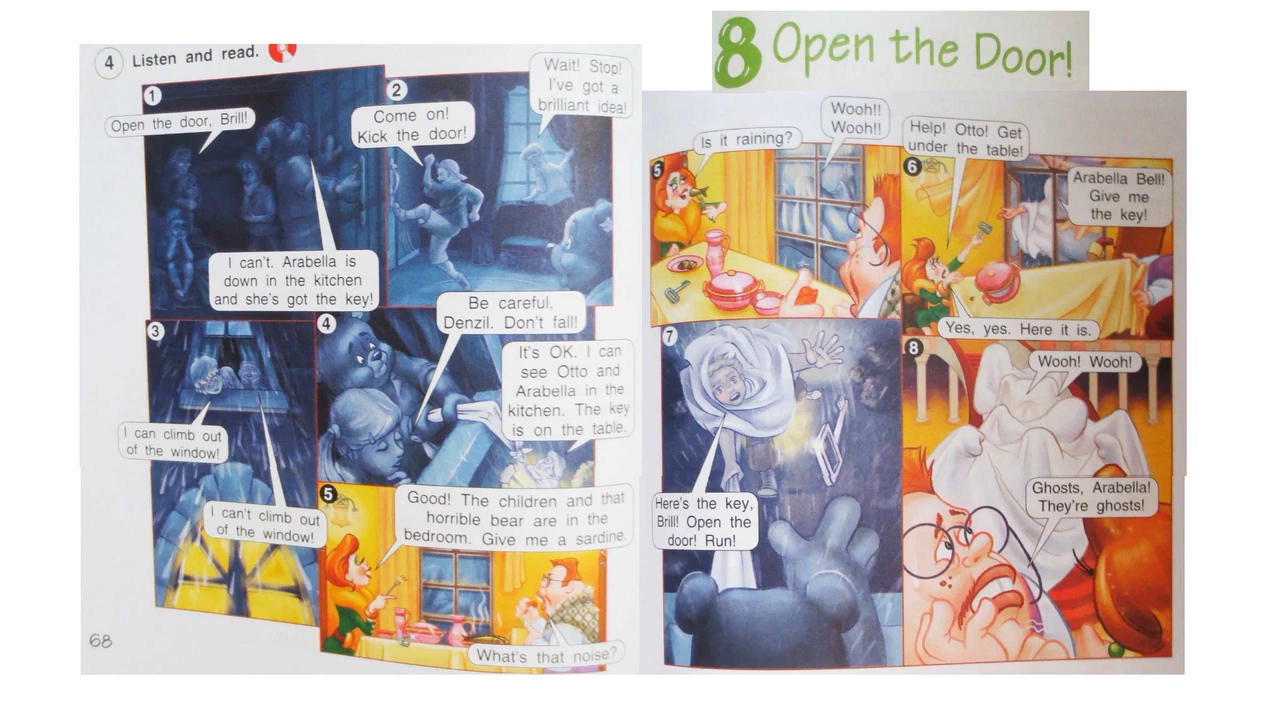 4 Listen and read.
1
Open the door, Brill!
I can't. Arabella is
down in the kitchen
and she's got the key!
2
Come on!
Kick the door!
Wait! Stop!
I've got a
brilliant idea!
3
I can climb out
of the window!
I can't climb out
of the window!
4
Be careful,
Denzil. Don't fall!
It's OK. I can
see Otto and
Arabella in the
kitchen. The key
is on the table.
5
Good! The children and that
horrible bear are in the
bedroom. Give me a sardine.
What's that noise?
68
8 Open the Door!
5
Is it raining?
Wooh!!
Wooh!!
6
Help! Otto! Get
under the table!
Arabella Bell!
Give me
the key!
Yes, yes. Here it is.
7
Here's the key,
Brill! Open the
door! Run!
8
Wooh! Wooh!
Ghosts, Arabella!
They're ghosts!